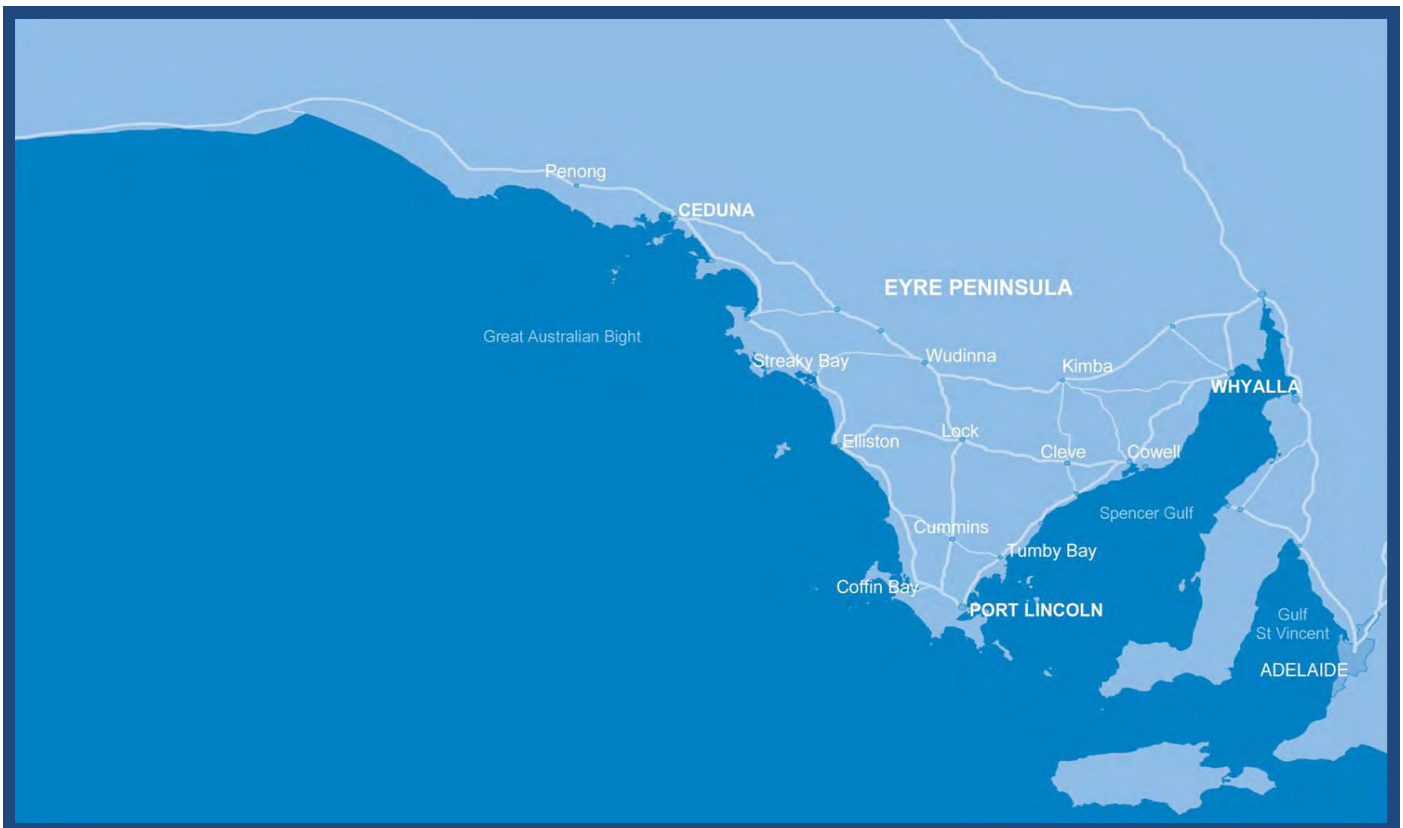 Penong
CEDUNA
EYRE PENINSULA
Great Australian Bight
Streaky Bay
Wudinna
Kimba
WHYALLA
Elliston
Lock
Cleve
Cowell
Spencer Gulf
Cummins
Tumby Bay
Coffin Bay
PORT LINCOLN
Gulf
St Vincent
ADELAIDE